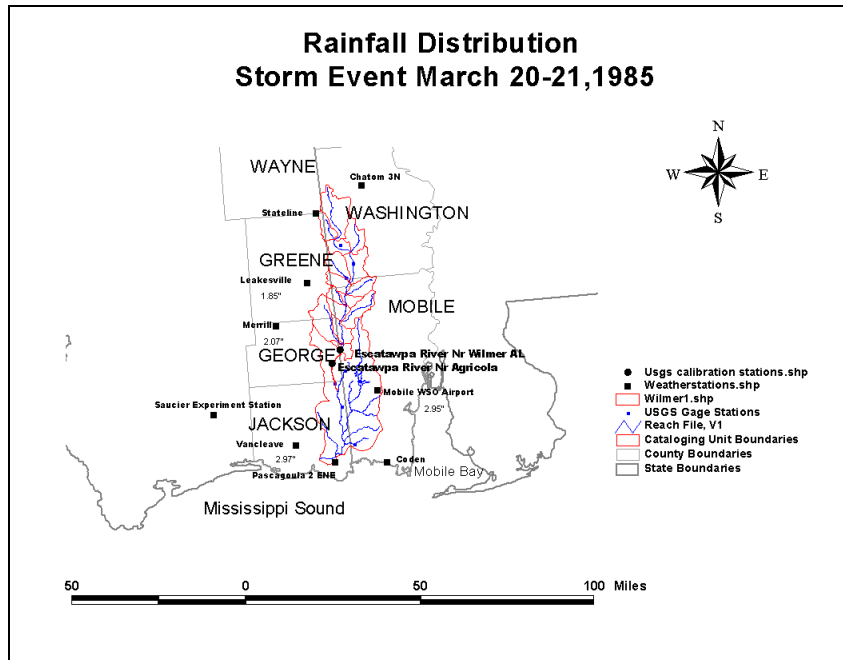 Rainfall Distribution
Storm Event March 20-21,1985
N
W
E
S
WAYNE
Chatom 3N
Stateline
WASHINGTON
GREENE
Leakesville
1.85"
MOBILE
Merrill
2.07"
GEORGE
Escatawpa River Nr Wilmer AL
Escatawpa River Nr Agricola
Mobile WSO Airport
2.95"
Saucier Experiment Station
JACKSON
Vancleave
2.97"
Coden
Pascagoula 2 ENE
Mobile Bay
Mississippi Sound
Usgs calibration stations.shp
Weatherstations.shp
Wilmer1.shp
USGS Gage Stations
Reach File, V1
Cataloging Unit Boundaries
County Boundaries
State Boundaries
50 0 50 100 Miles